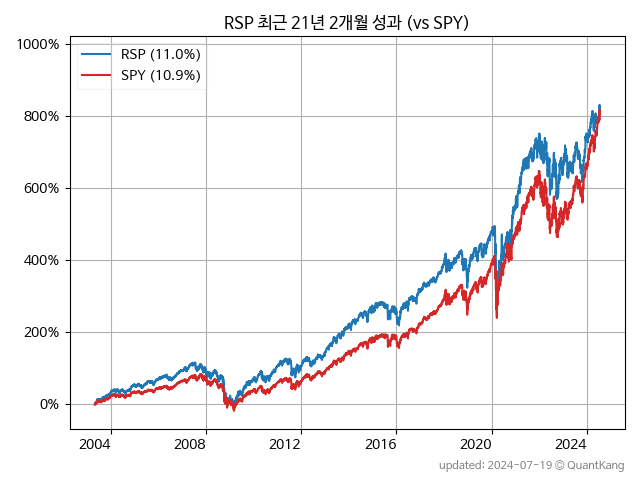 RSP 최근 21년 2개월 성과 (vs SPY)
1000%
RSP (11.0%)
SPY (10.9%)
800%
600%
400%
200%
0%
2004 2008 2012 2016 2020 2024
updated: 2024-07-19 © QuantKang